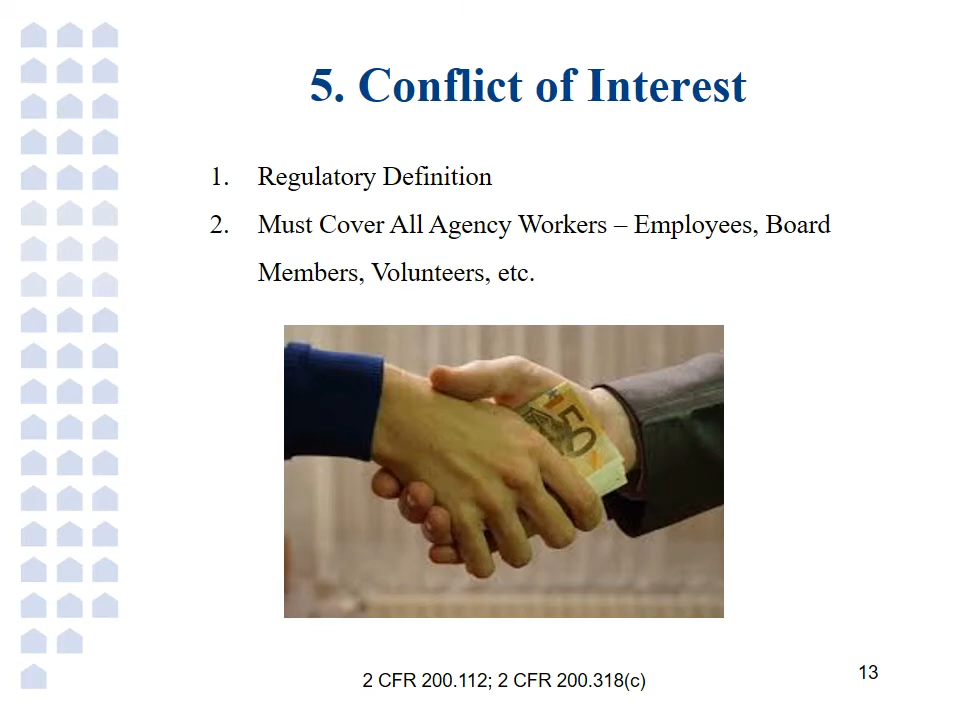 5. Conflict of Interest
1. Regulatory Definition
2. Must Cover All Agency Workers – Employees, Board
Members, Volunteers, etc.
50
2 CFR 200.112; 2 CFR 200.318(c)
13